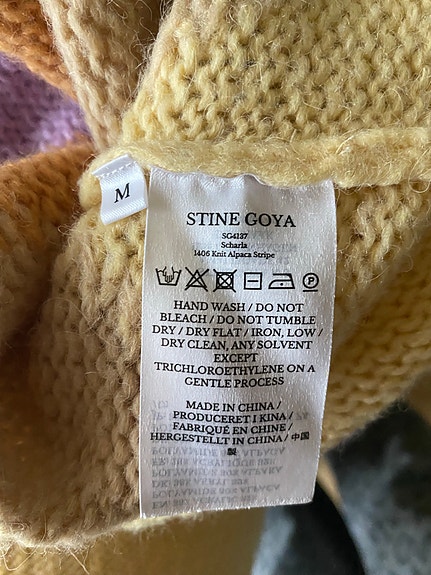 M
STINE GOYA
SG4137
Scharla
1406 Knit Alpaca Stripe
HAND WASH / DO NOT
BLEACH / DO NOT TUMBLE
DRY / DRY FLAT / IRON, LOW /
DRY CLEAN, ANY SOLVENT
EXCEPT
TRICHLOROETHYLENE ON A
GENTLE PROCESS
MADE IN CHINA /
PRODUCERET I KINA /
FABRIQUÉ EN CHINE /
HERGESTELLT IN CHINA / 中国
製